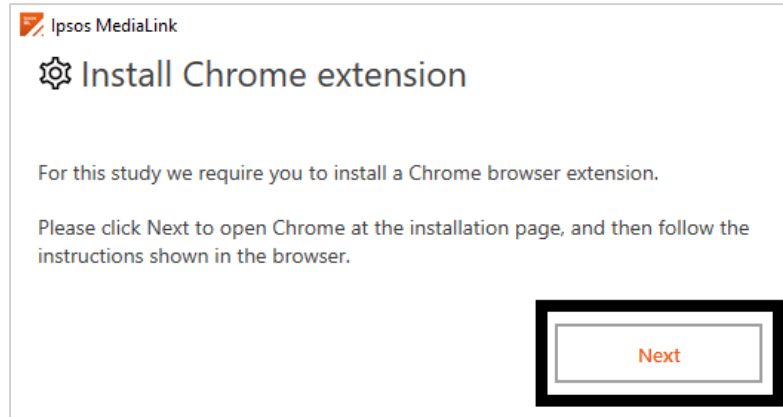 Ipsos MediaLink
Install Chrome extension
For this study we require you to install a Chrome browser extension.
Please click Next to open Chrome at the installation page, and then follow the
instructions shown in the browser.
Next